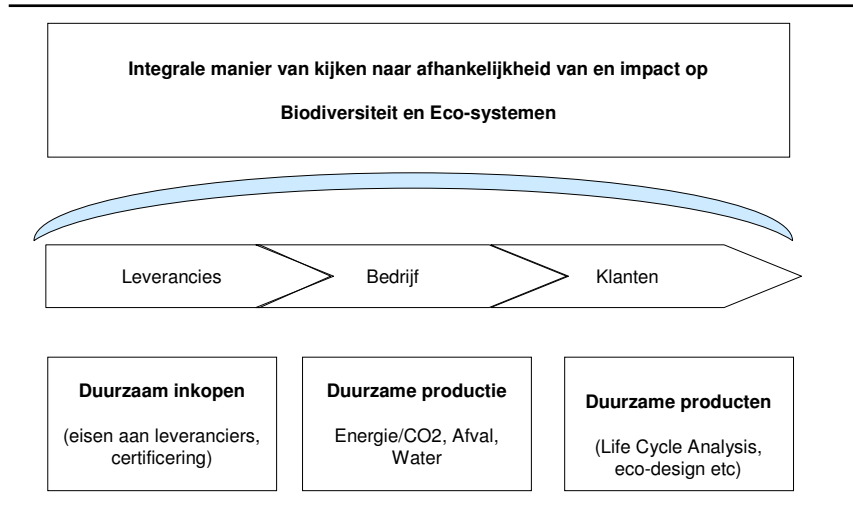 Integrale manier van kijken naar afhankelijkheid van en impact op
Biodiversiteit en Eco-systemen
Leverancies
Bedrijf
Klanten
Duurzaam inkopen
(eisen aan leveranciers,
certificering)
Duurzame productie
Energie/CO2, Afval,
Water
Duurzame producten
(Life Cycle Analysis,
eco-design etc)